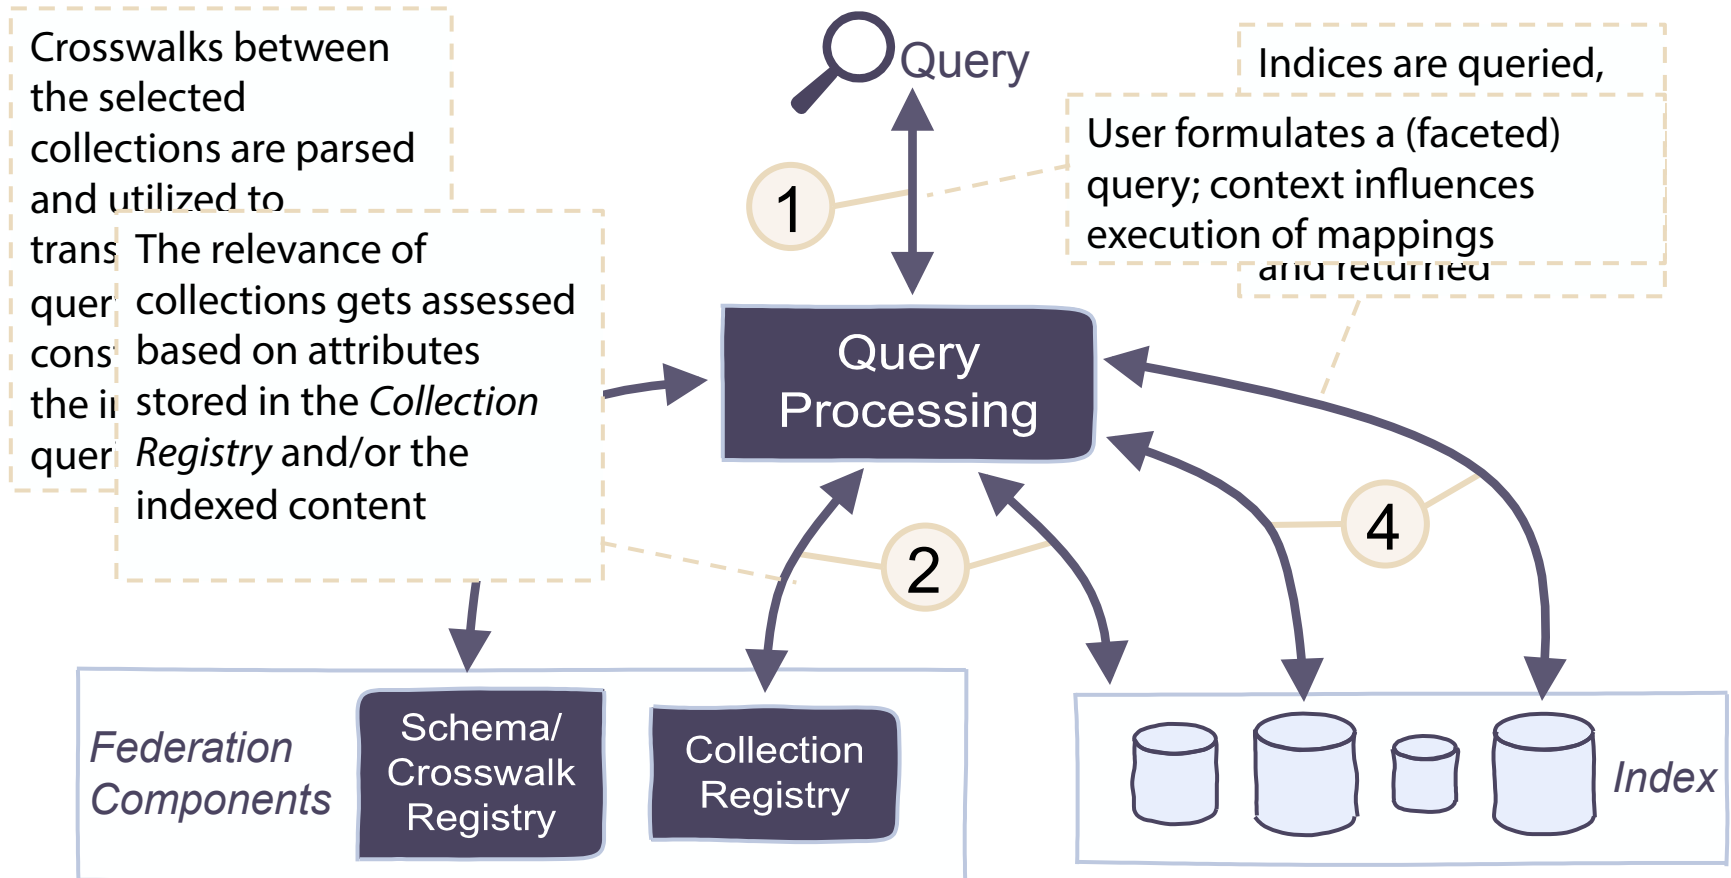 Crosswalks between
the selected
collections are parsed
and utilized to
The relevance of
collections gets assessed
based on attributes
stored in the Collection
Registry and/or the
indexed content
Query
Indices are queried,
User formulates a (faceted)
query; context influences
execution of mappings
and returned
1
Query
Processing
2
4
Federation
Components
Schema/
Crosswalk
Registry
Collection
Registry
Index